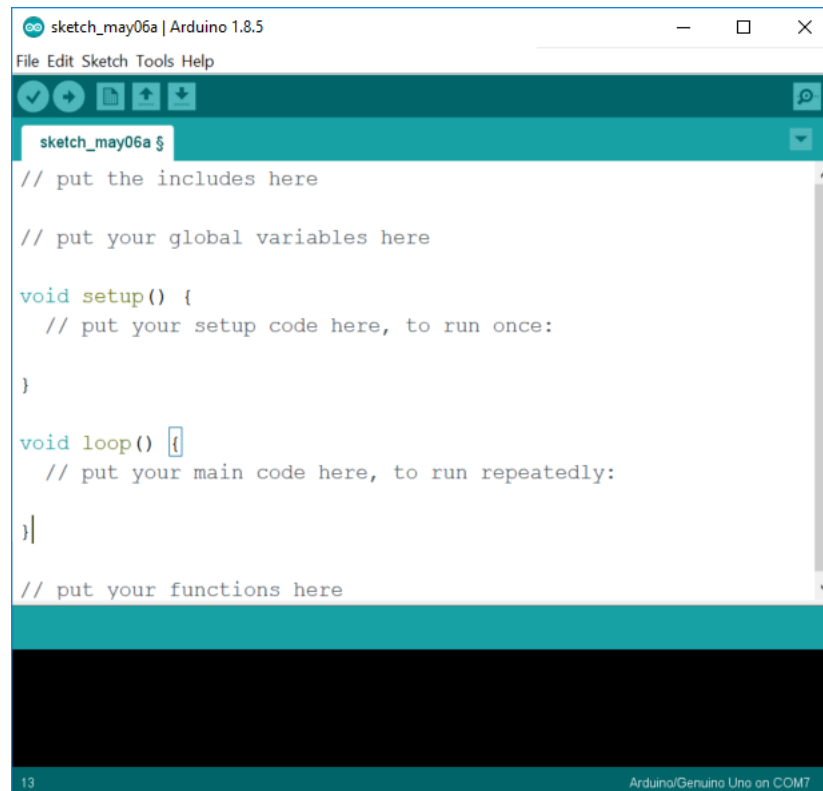 sketch_may06a | Arduino 1.8.5
File Edit Sketch Tools Help
sketch_may06a §
// put the includes here
// put your global variables here
void setup() {
// put your setup code here, to run once:
}
void loop() {
// put your main code here, to run repeatedly:
}
// put your functions here
13 Arduino/Genuino Uno on COM7